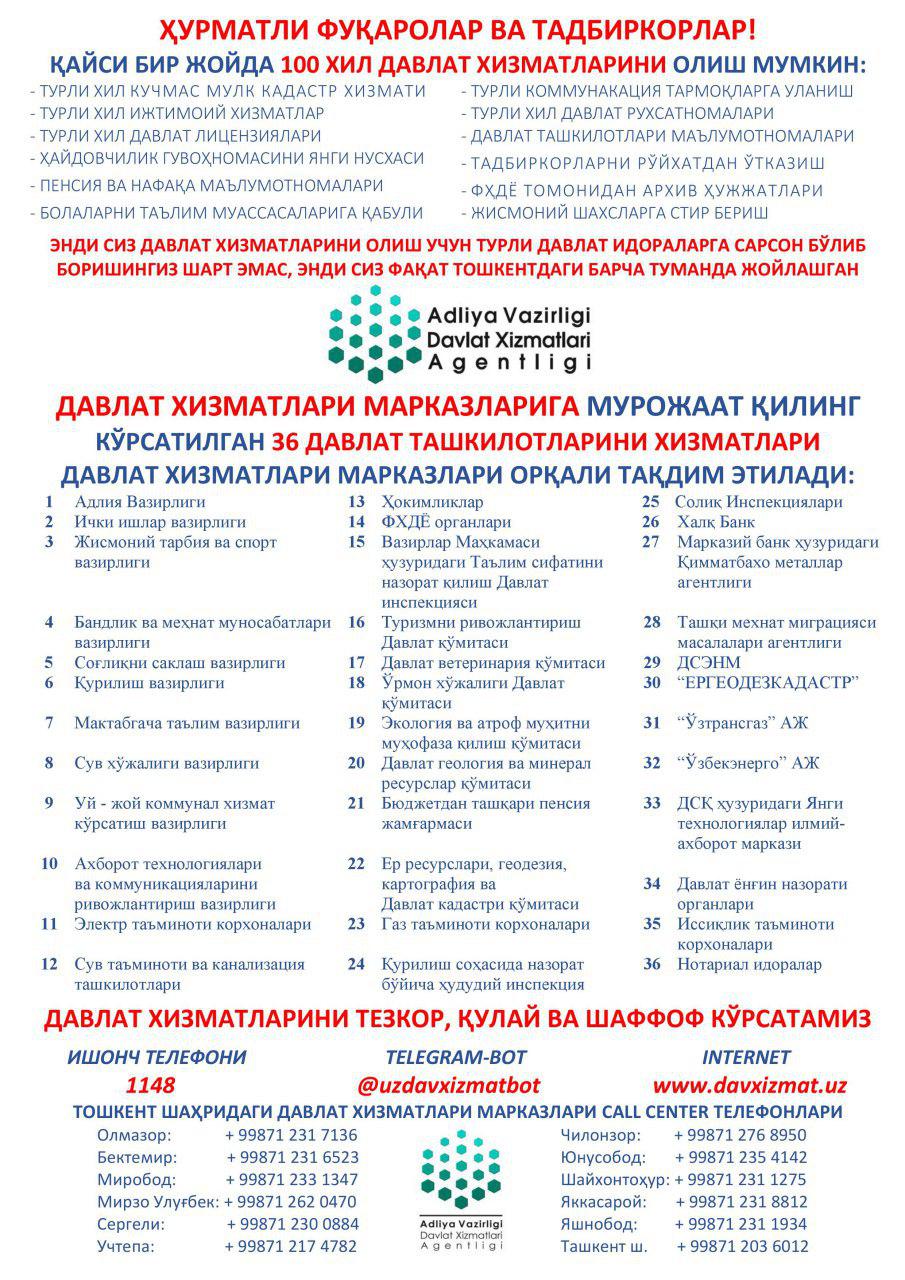 ҲУРМАТЛИ ФУҚАРОЛАР ВА ТАДБИРКОРЛАР!
ҚАЙСИ БИР ЖОЙДА 100 ХИЛ ДАВЛАТ ХИЗМАТЛАРИНИ ОЛИШ МУМКИН:
- ТУРЛИ ХИЛ КУЧМАС МУЛК КАДАСТР ХИЗМАТИ
- ТУРЛИ ХИЛ ИЖТИМОИЙ ХИЗМАТЛАР
- ТУРЛИ ХИЛ ДАВЛАТ ЛИЦЕНЗИЯЛАРИ
- ҲАЙДОВЧИЛИК ГУВОҲНОМАСИНИ ЯНГИ НУСХАСИ
- ПЕНСИЯ ВА НАФАҚА МАЪЛУМОТНОМАЛАРИ
- БОЛАЛАРНИ ТАЪЛИМ МУАССАСАЛАРИГА ҚАБУЛИ
- ТУРЛИ КОММУНАКАЦИЯ ТАРМОҚЛАРГА УЛАНИШ
- ТУРЛИ ХИЛ ДАВЛАТ РУХСАТНОМАЛАРИ
- ДАВЛАТ ТАШКИЛОТЛАРИ МАЪЛУМОТНОМАЛАРИ
- ТАДБИРКОРЛАРНИ РЎЙХАТДАН ЎТКАЗИШ
- ФҲДЁ ТОМОНИДАН АРХИВ ҲУЖЖАТЛАРИ
- ЖИСМОНИЙ ШАХСЛАРГА СТИР БЕРИШ
ЭНДИ СИЗ ДАВЛАТ ХИЗМАТЛАРИНИ ОЛИШ УЧУН ТУРЛИ ДАВЛАТ ИДОРАЛАРГА САРСОН БЎЛИБ
БОРИШИНГИЗ ШАРТ ЭМАС, ЭНДИ СИЗ ФАҚАТ ТОШКЕНТДАГИ БАРЧА ТУМАНДА ЖОЙЛАШГАН
Adliya Vazirligi
Davlat Xizmatlari
Agentligi
ДАВЛАТ ХИЗМАТЛАРИ МАРКАЗЛАРИГА МУРОЖААТ ҚИЛИНГ
КЎРСАТИЛГАН 36 ДАВЛАТ ТАШКИЛОТЛАРИНИ ХИЗМАТЛАРИ
ДАВЛАТ ХИЗМАТЛАРИ МАРКАЗЛАРИ ОРҚАЛИ ТАҚДИМ ЭТИЛАДИ:
1 Адлия Вазирлиги
2 Ички ишлар вазирлиги
3 Жисмоний тарбия ва спорт
вазирлиги
4 Бандлик ва меҳнат муносабатлари
вазирлиги
5 Соғлиқни саклаш вазирлиги
6 Қурилиш вазирлиги
7 Мактабгача таълим вазирлиги
8 Сув хўжалиги вазирлиги
9 Уй - жой коммунал хизмат
кўрсатиш вазирлиги
10 Ахборот технологиялари
ва коммуникацияларини
ривожлантириш вазирлиги
11 Электр таъминоти корхоналари
12 Сув таъминоти ва канализация
ташкилотлари
13 Ҳокимликлар
14 ФХДЁ органлари
15 Вазирлар Маҳкамаси
ҳузуридаги Таълим сифатини
назорат қилиш Давлат
инспекцияси
16 Туризмни ривожлантириш
Давлат қўмитаси
17 Давлат ветеринария қўмитаси
18 Ўрмон хўжалиги Давлат
қўмитаси
19 Экология ва атроф муҳитни
муҳофаза қилиш қўмитаси
20 Давлат геология ва минерал
ресурслар қўмитаси
21 Бюджетдан ташқари пенсия
жамғармаси
22 Ер ресурслари, геодезия,
картография ва
Давлат кадастри қўмитаси
23 Газ таъминоти корхоналари
24 Қурилиш соҳасида назорат
бўйича ҳудудий инспекция
25 Солиқ Инспекциялари
26 Халқ Банк
27 Марказий банк ҳузуридаги
Қимматбахо металлар
агентлиги
28 Ташқи мехнат миграцияси
масалалари агентлиги
29 ДСЭНМ
30 “ЕРГЕОДЕЗКАДАСТР”
31 “Ўзтрансгаз” АЖ
32 “Ўзбекэнерго” АЖ
33 ДСҚ ҳузуридаги Янги
технологиялар илмий-
ахборот маркази
34 Давлат ёнғин назорати
органлари
35 Иссиқлик таъминоти
корхоналари
36 Нотариал идоралар
ДАВЛАТ ХИЗМАТЛАРИНИ ТЕЗКОР, ҚУЛАЙ ВА ШАФФОФ КЎРСАТАМИЗ
ИШОНЧ ТЕЛЕФОНИ
1148
TELEGRAM-BOT
@uzdavxizmatbot
INTERNET
www.davxizmat.uz
ТОШКЕНТ ШАҲРИДАГИ ДАВЛАТ ХИЗМАТЛАРИ МАРКАЗЛАРИ CALL CENTER ТЕЛЕФОНЛАРИ
Олмазор: + 99871 231 7136
Бектемир: + 99871 231 6523
Миробод: + 99871 233 1347
Мирзо Улуғбек: + 99871 262 0470
Сергели: + 99871 230 0884
Учтепа: + 99871 217 4782
Adliya Vazirligi
Davlat Xizmatlari
Agentligi
Чилонзор: + 99871 276 8950
Юнусобод: + 99871 235 4142
Шайхонтоҳур: + 99871 231 1275
Яккасарой: + 99871 231 8812
Яшнобод: + 99871 231 1934
Ташкент ш. + 99871 203 6012